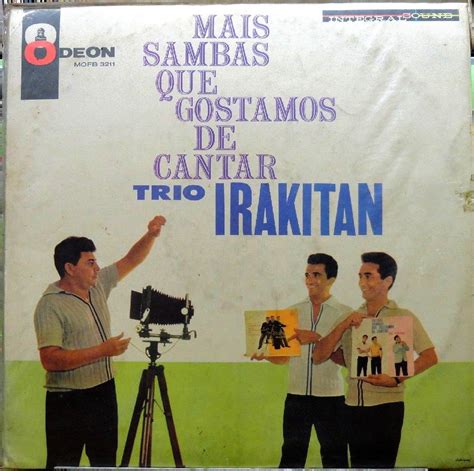 ODEON
MOFB 3211
INTEGRAL SOUND
MAIS
SAMBAS
QUE
GOSTAMOS
DE
CANTAR
TRIO IRAKITAN